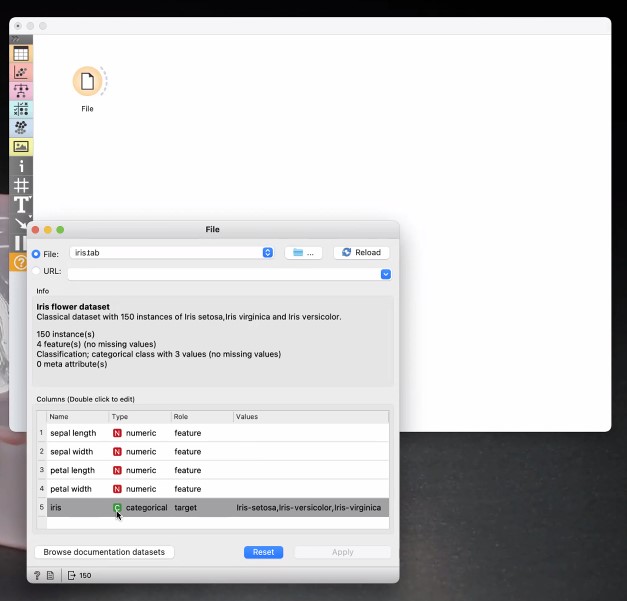 File
File
File:
iris.tab
...
Reload
URL:
Info
Iris flower dataset
Classical dataset with 150 instances of Iris setosa,Iris virginica and Iris versicolor.
150 instance(s)
4 feature(s) (no missing values)
Classification; categorical class with 3 values (no missing values)
0 meta attribute(s)
Columns (Double click to edit)
Name Type Role Values
1 sepal length N numeric feature
2 sepal width N numeric feature
3 petal length N numeric feature
4 petal width N numeric feature
5 iris C categorical target Iris-setosa,Iris-versicolor,Iris-virginica
Browse documentation datasets
Reset
Apply
? 150